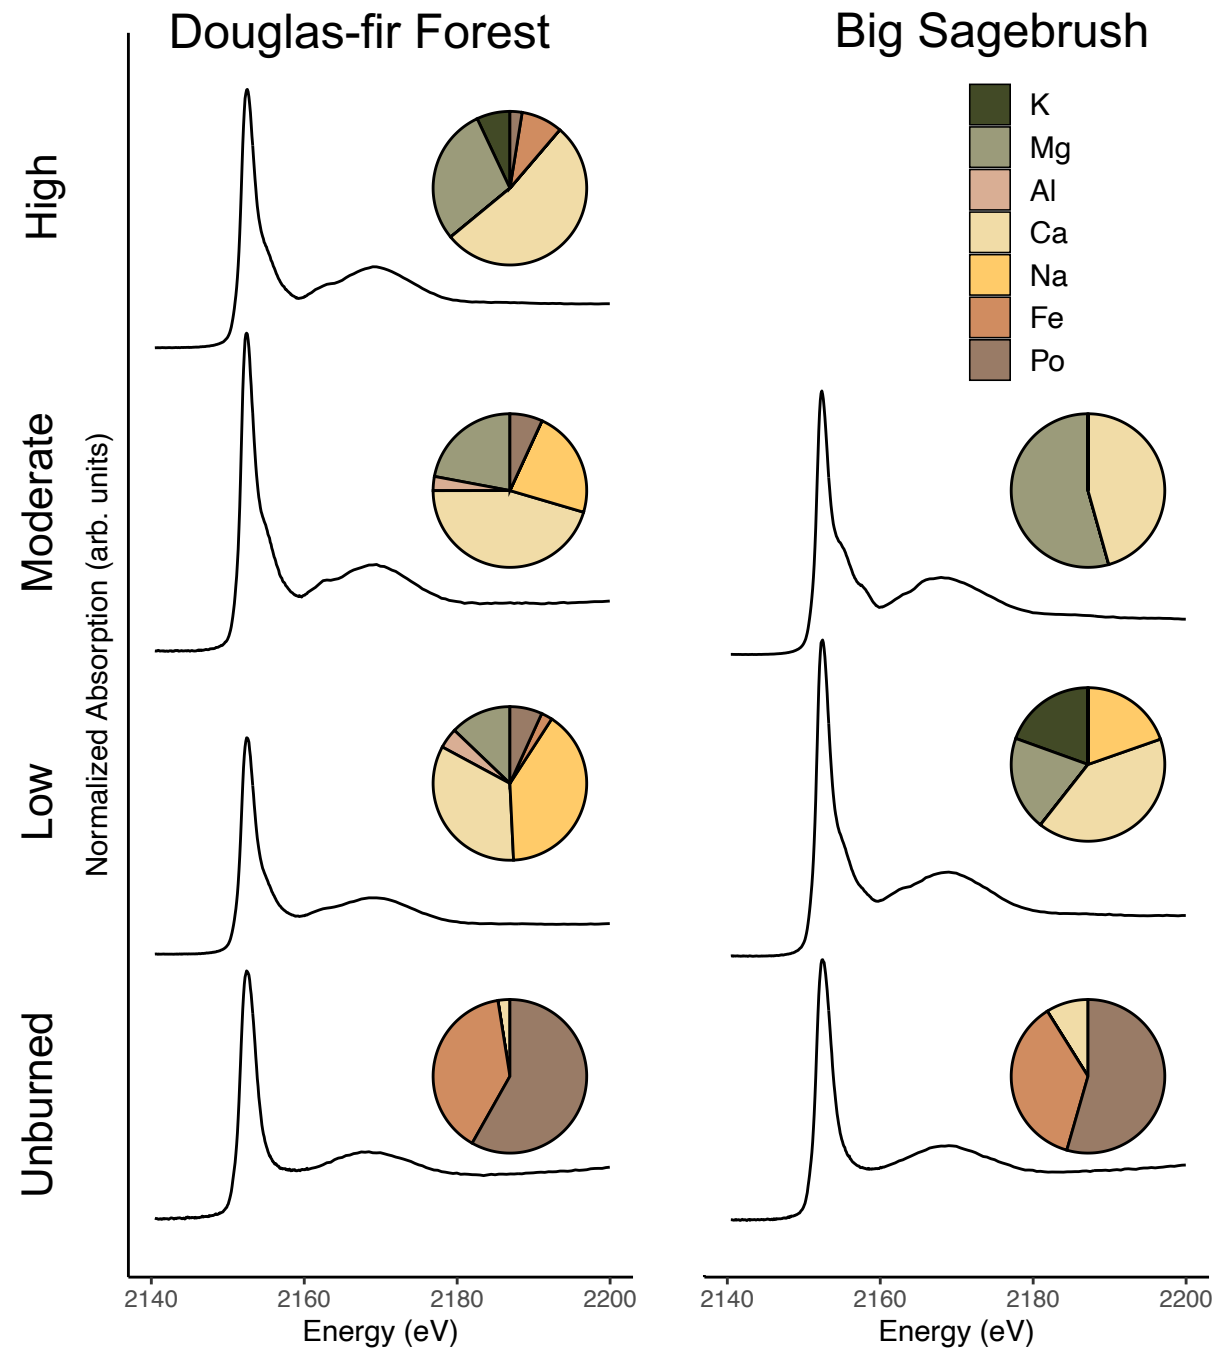 Douglas-fir Forest
Big Sagebrush
K
Mg
Al
Ca
Na
Fe
Po
High
Moderate
Low
Unburned
Normalized Absorption (arb. units)
2140 2160 2180 2200
2140 2160 2180 2200
Energy (eV)
Energy (eV)